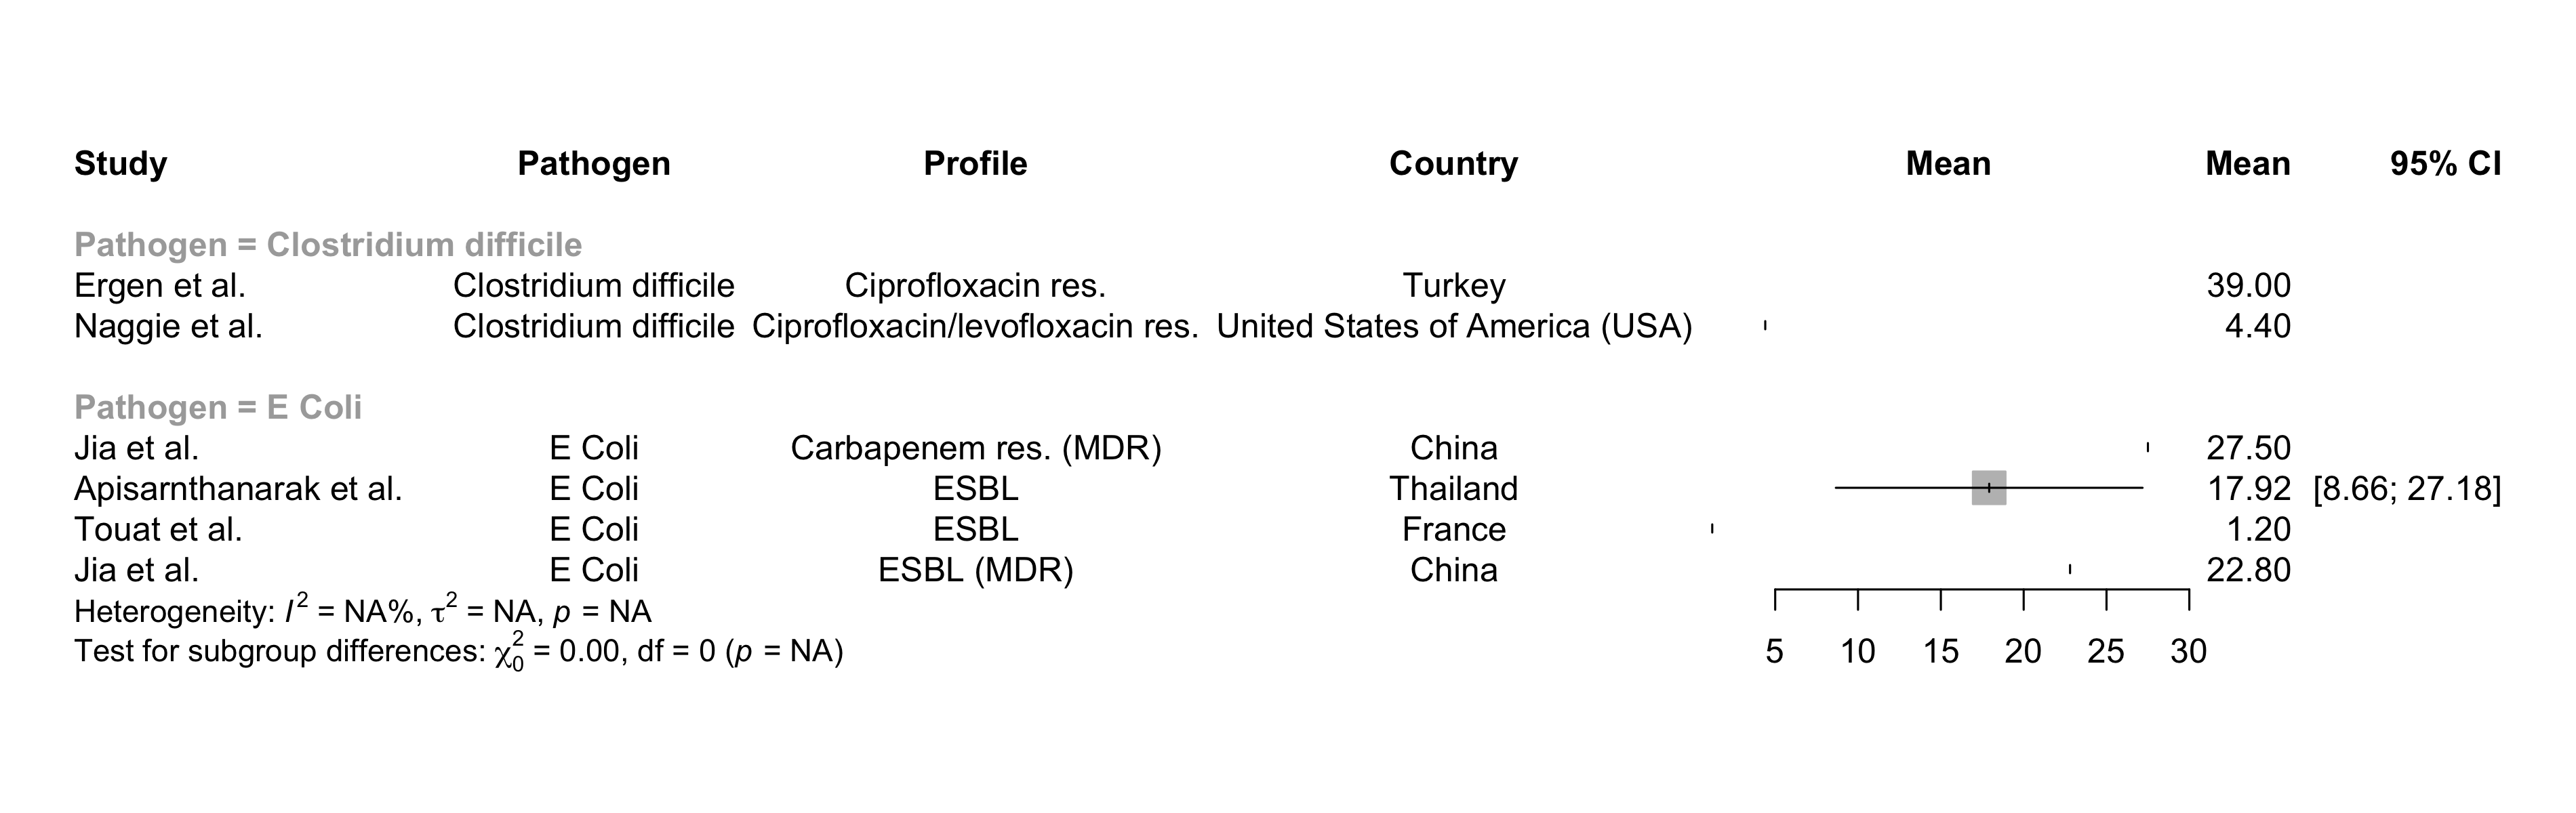 Study Pathogen Profile Country Mean Mean 95% CI
Pathogen = Clostridium difficile
Ergen et al. Clostridium difficile Ciprofloxacin res. Turkey 39.00
Naggie et al. Clostridium difficile Ciprofloxacin/levofloxacin res. United States of America (USA) 4.40
Pathogen = E Coli
Jia et al. E Coli Carbapenem res. (MDR) China 27.50
Apisarnthanarak et al. E Coli ESBL Thailand 17.92 [8.66; 27.18]
Touat et al. E Coli ESBL France 1.20
Jia et al. E Coli ESBL (MDR) China 22.80
Heterogeneity: I² = NA%, τ² = NA, p = NA
Test for subgroup differences: χ²₀ = 0.00, df = 0 (p = NA)
5 10 15 20 25 30